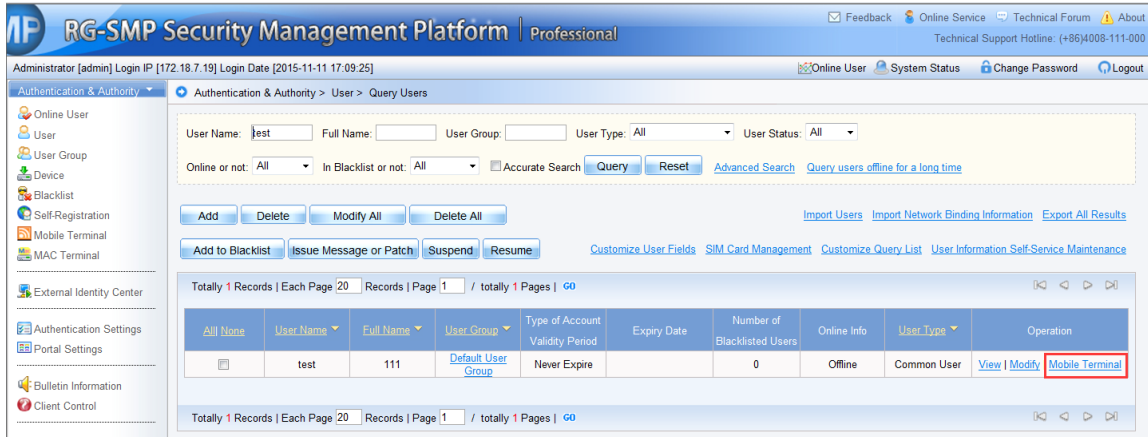 MP RG-SMP Security Management Platform | Professional
Feedback Online Service Technical Forum About
Technical Support Hotline: (+86)4008-111-000
Administrator [admin] Login IP [172.18.7.19] Login Date [2015-11-11 17:09:25] Online User System Status Change Password Logout
Authentication & Authority
Authentication & Authority > User > Query Users
Online User
User
User Group
Device
Blacklist
Self-Registration
Mobile Terminal
MAC Terminal
External Identity Center
Authentication Settings
Portal Settings
Bulletin Information
Client Control
User Name: test Full Name: User Group: User Type: All User Status: All
Online or not: All In Blacklist or not: All Accurate Search Query Reset Advanced Search Query users offline for a long time
Add Delete Modify All Delete All Import Users Import Network Binding Information Export All Results
Add to Blacklist Issue Message or Patch Suspend Resume Customize User Fields SIM Card Management Customize Query List User Information Self-Service Maintenance
Totally 1 Records | Each Page 20 Records | Page 1 / totally 1 Pages | GO
All| None User Name Full Name User Group Type of Account Validity Period Expiry Date Number of Blacklisted Users Online Info User Type Operation
test 111 Default User Group Never Expire 0 Offline Common User View | Modify Mobile Terminal
Totally 1 Records | Each Page 20 Records | Page 1 / totally 1 Pages | GO